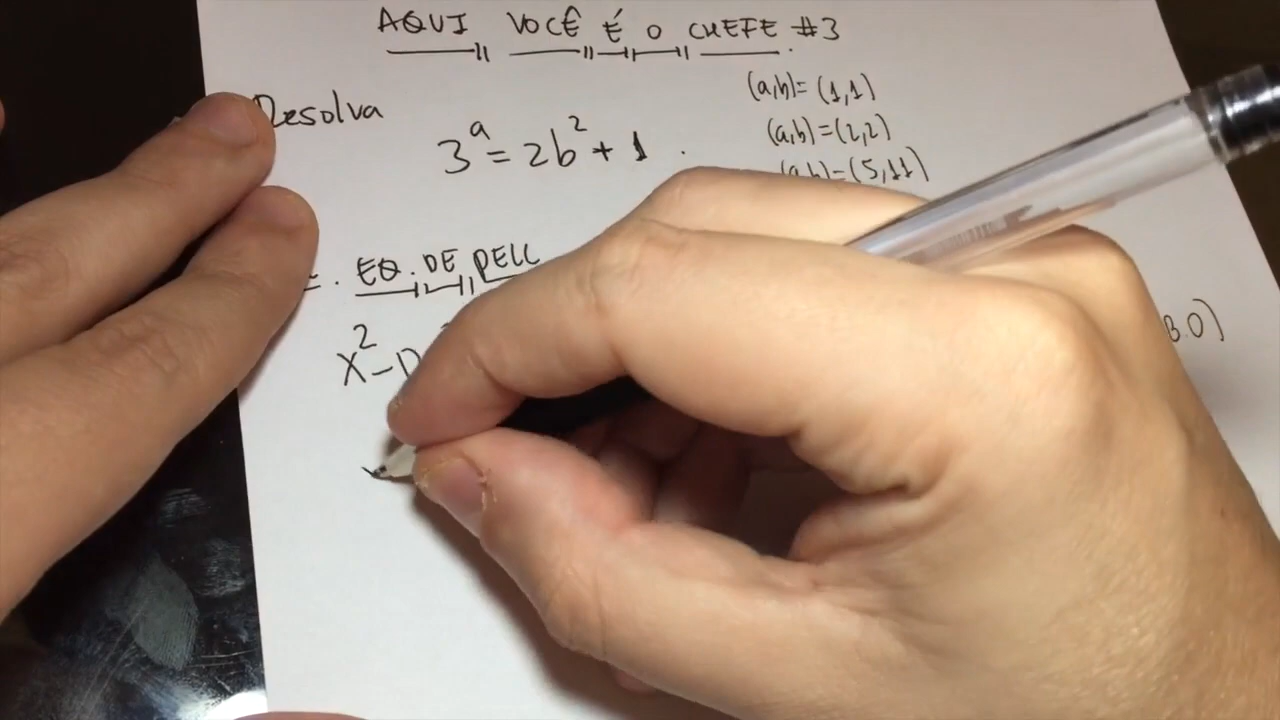 AQUI VOCÊ É O CHEFE #3.
(a,b)=(1,1)
Resolva
3^a = 2b^2 + 1.
(a,b)=(2,2)
(a,b)=(5,11)
EQ. DE PELL
x^2 -